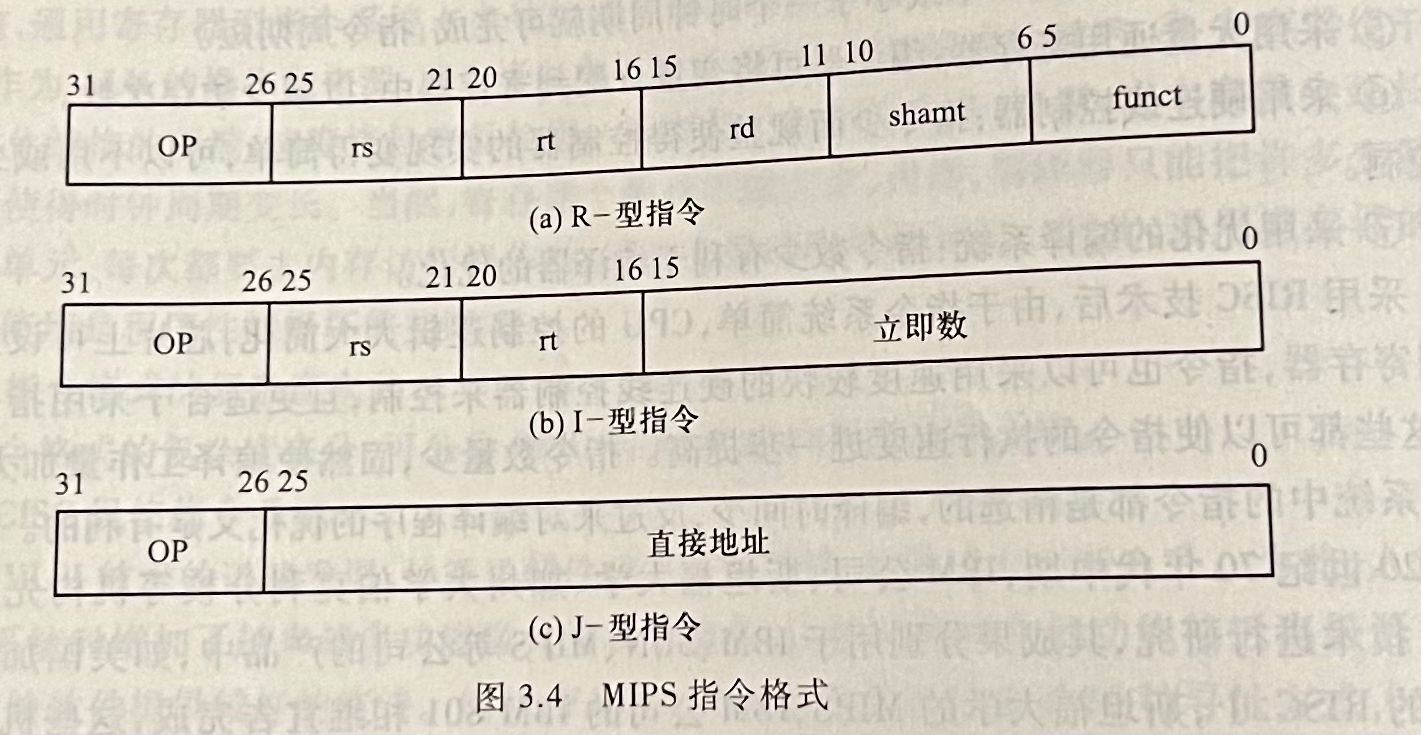 31 26 25 21 20 16 15 11 10 6 5 0
OP rs rt rd shamt funct
(a) R-型指令
31 26 25 21 20 16 15 0
OP rs rt 立即数
(b) I-型指令
31 26 25 0
OP 直接地址
(c) J-型指令
图 3.4 MIPS 指令格式